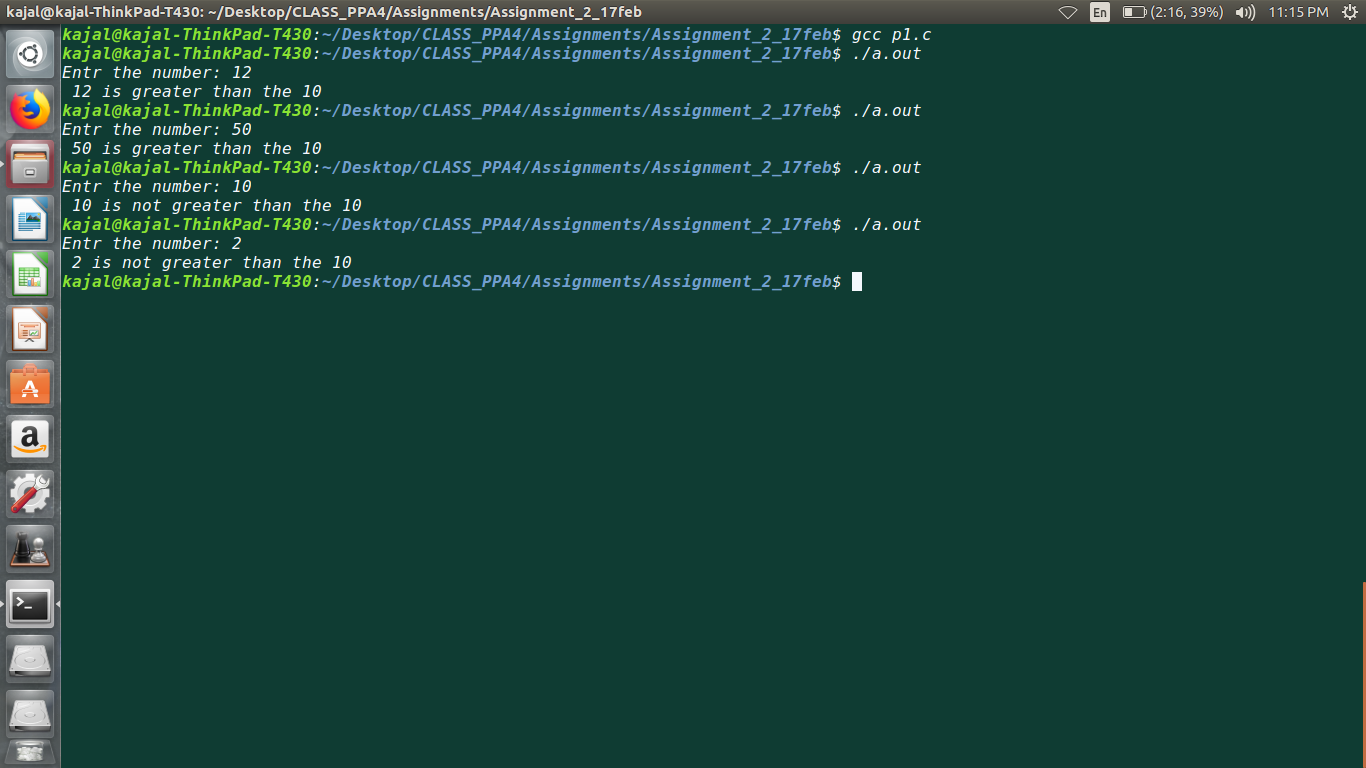 kajal@kajal-ThinkPad-T430: ~/Desktop/CLASS_PPA4/Assignments/Assignment_2_17feb En (2:16, 39%) 11:15 PM
kajal@kajal-ThinkPad-T430:~/Desktop/CLASS_PPA4/Assignments/Assignment_2_17feb$ gcc p1.c
kajal@kajal-ThinkPad-T430:~/Desktop/CLASS_PPA4/Assignments/Assignment_2_17feb$ ./a.out
Entr the number: 12
 12 is greater than the 10
kajal@kajal-ThinkPad-T430:~/Desktop/CLASS_PPA4/Assignments/Assignment_2_17feb$ ./a.out
Entr the number: 50
 50 is greater than the 10
kajal@kajal-ThinkPad-T430:~/Desktop/CLASS_PPA4/Assignments/Assignment_2_17feb$ ./a.out
Entr the number: 10
 10 is not greater than the 10
kajal@kajal-ThinkPad-T430:~/Desktop/CLASS_PPA4/Assignments/Assignment_2_17feb$ ./a.out
Entr the number: 2
 2 is not greater than the 10
kajal@kajal-ThinkPad-T430:~/Desktop/CLASS_PPA4/Assignments/Assignment_2_17feb$